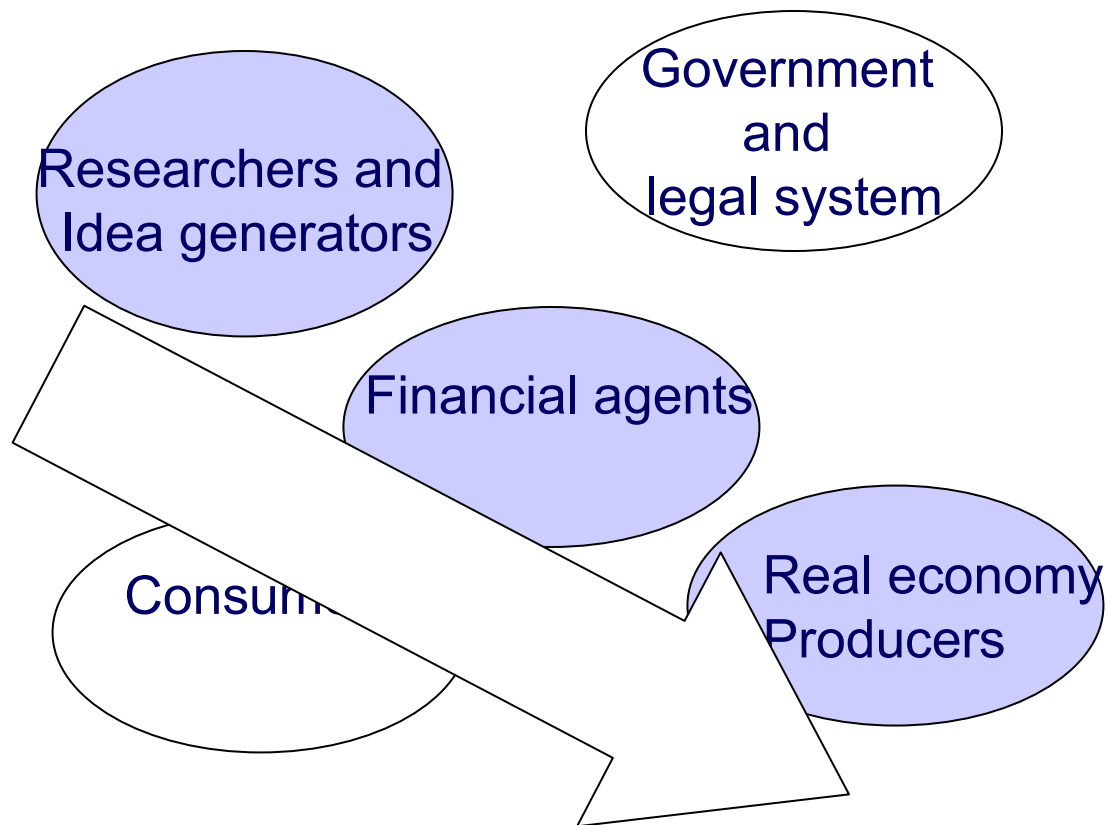 Government
and
legal system
Researchers and
Idea generators
Financial agents
Real economy
Producers